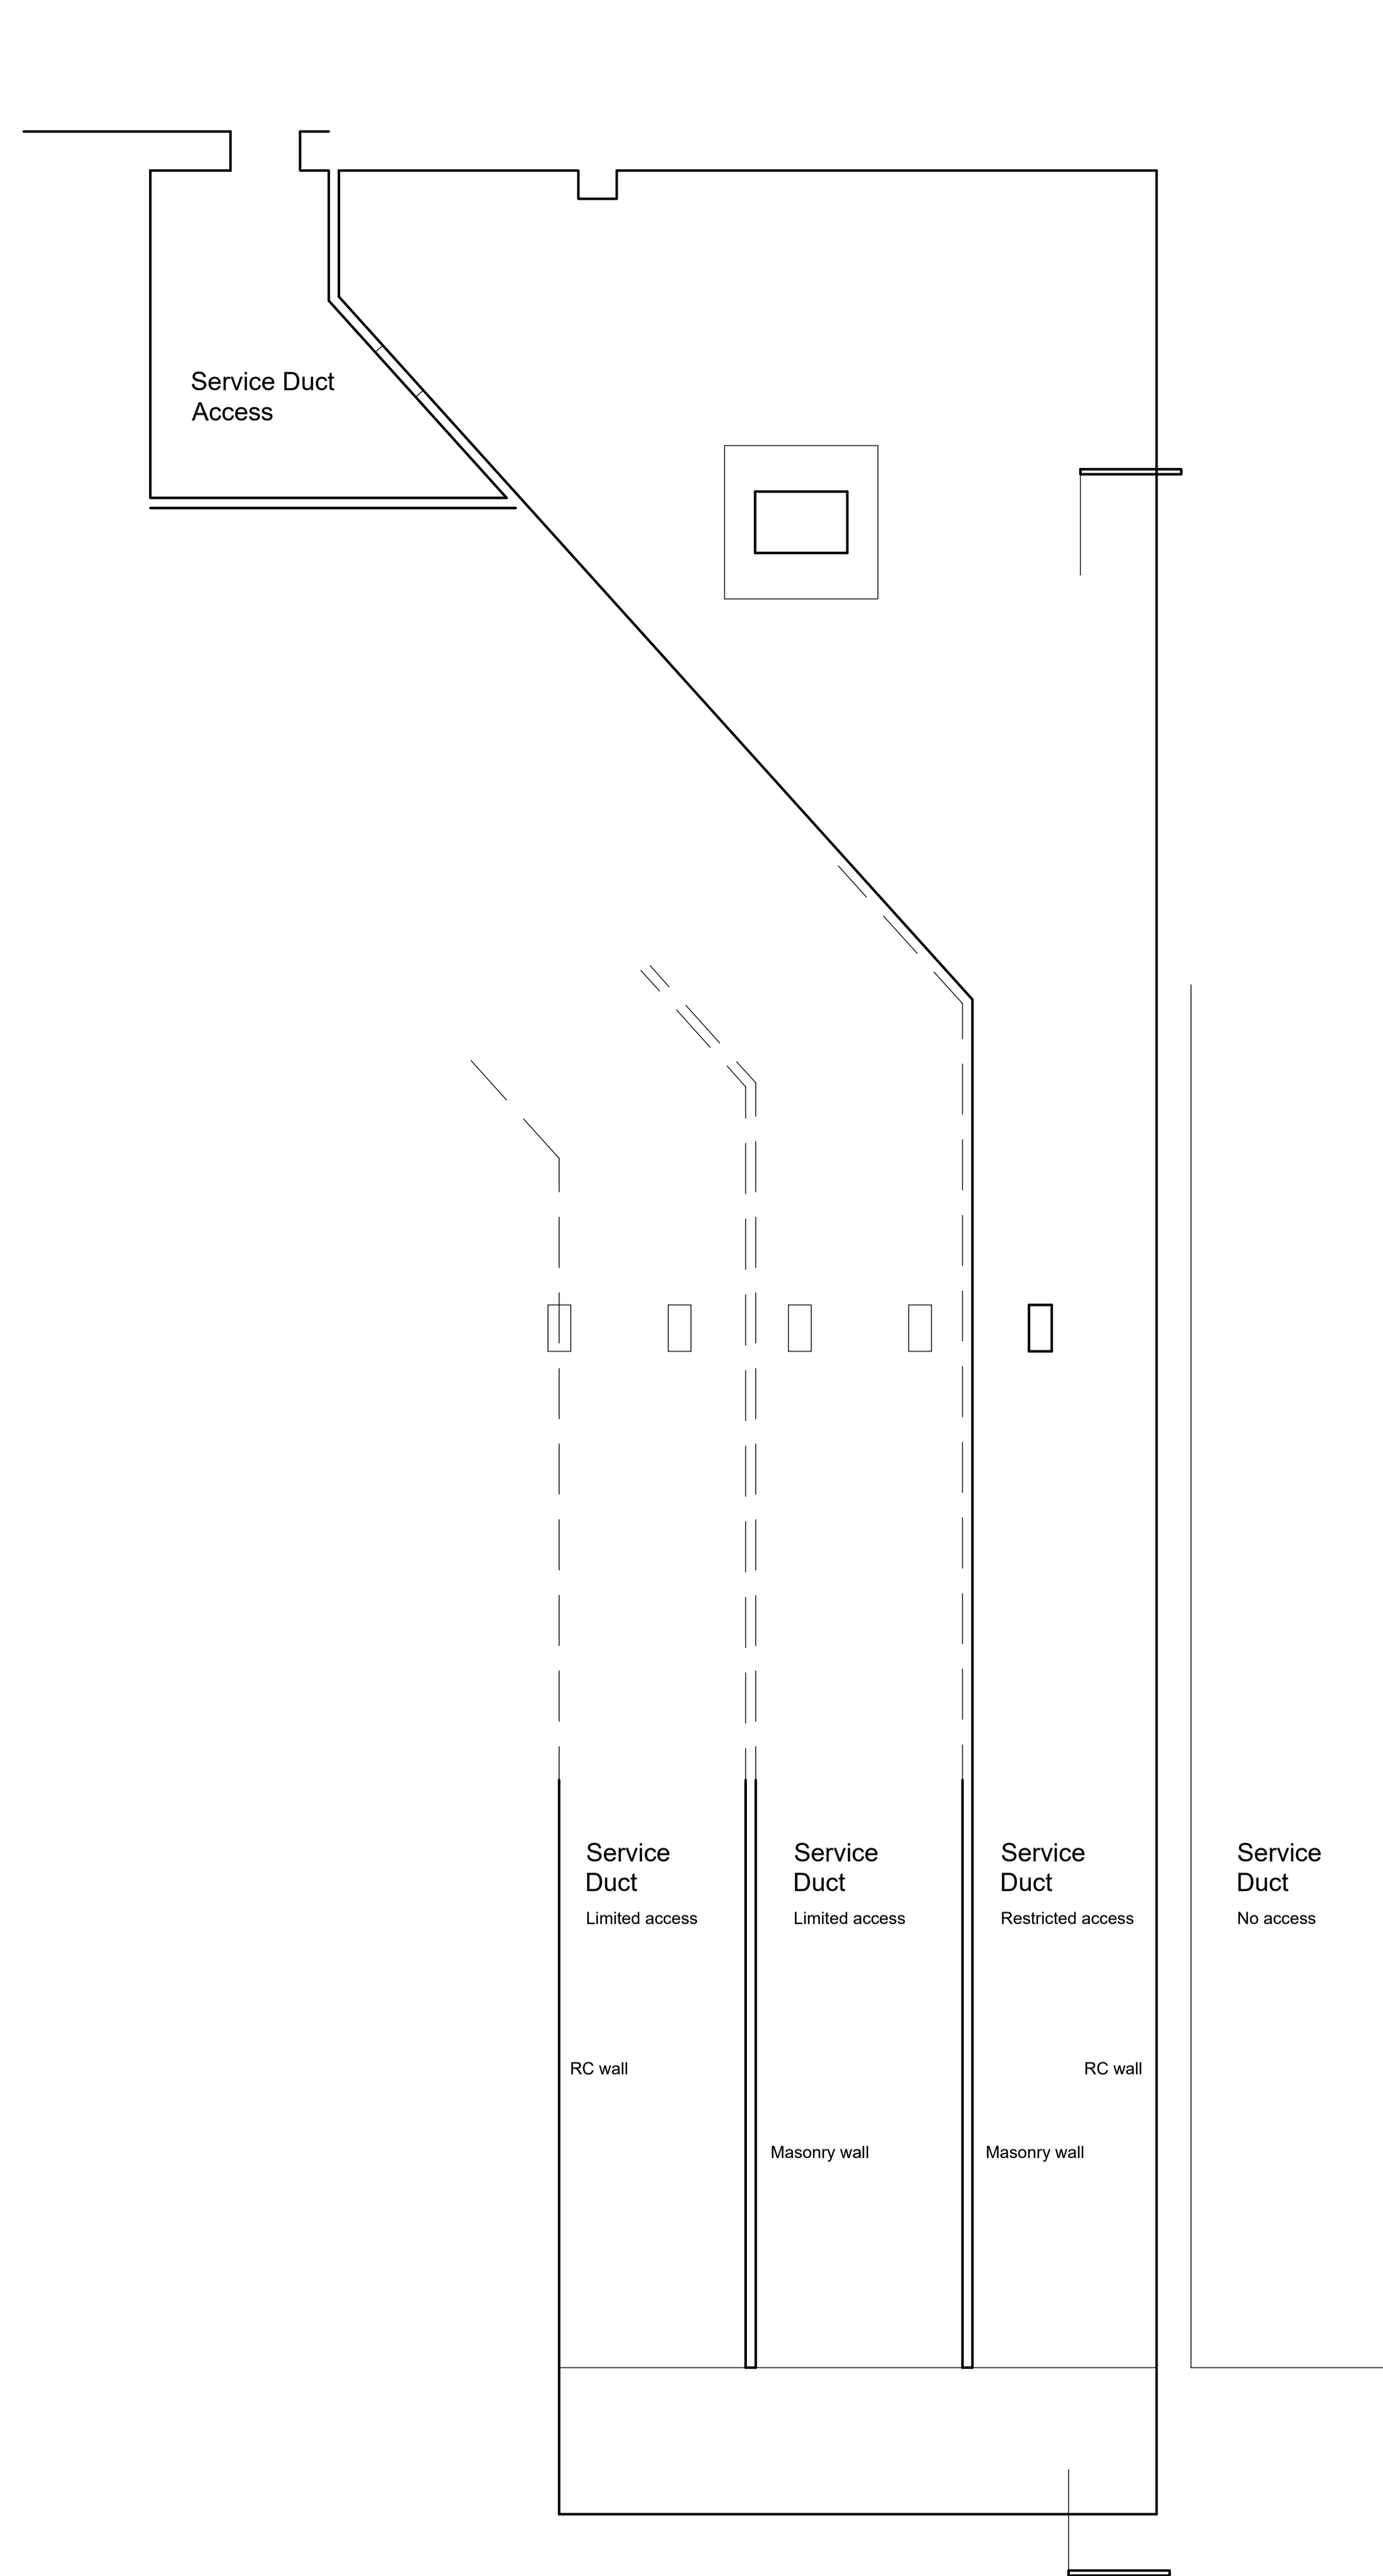 Service Duct
Access
Service
Duct
Limited access
Service
Duct
Limited access
Service
Duct
Restricted access
Service
Duct
No access
RC wall
RC wall
Masonry wall
Masonry wall